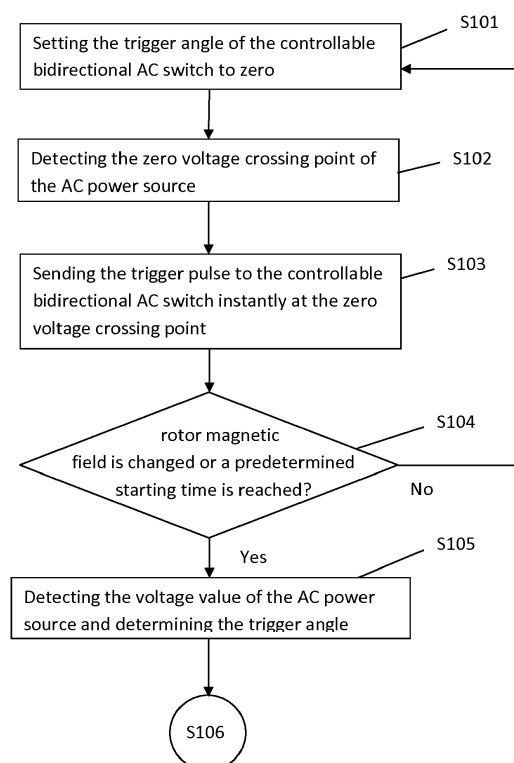 S101
Setting the trigger angle of the controllable
bidirectional AC switch to zero
Detecting the zero voltage crossing point of
the AC power source
S102
Sending the trigger pulse to the controllable
bidirectional AC switch instantly at the zero
voltage crossing point
S103
rotor magnetic
field is changed or a predetermined
starting time is reached?
S104
No
Yes
S105
Detecting the voltage value of the AC power
source and determining the trigger angle
S106